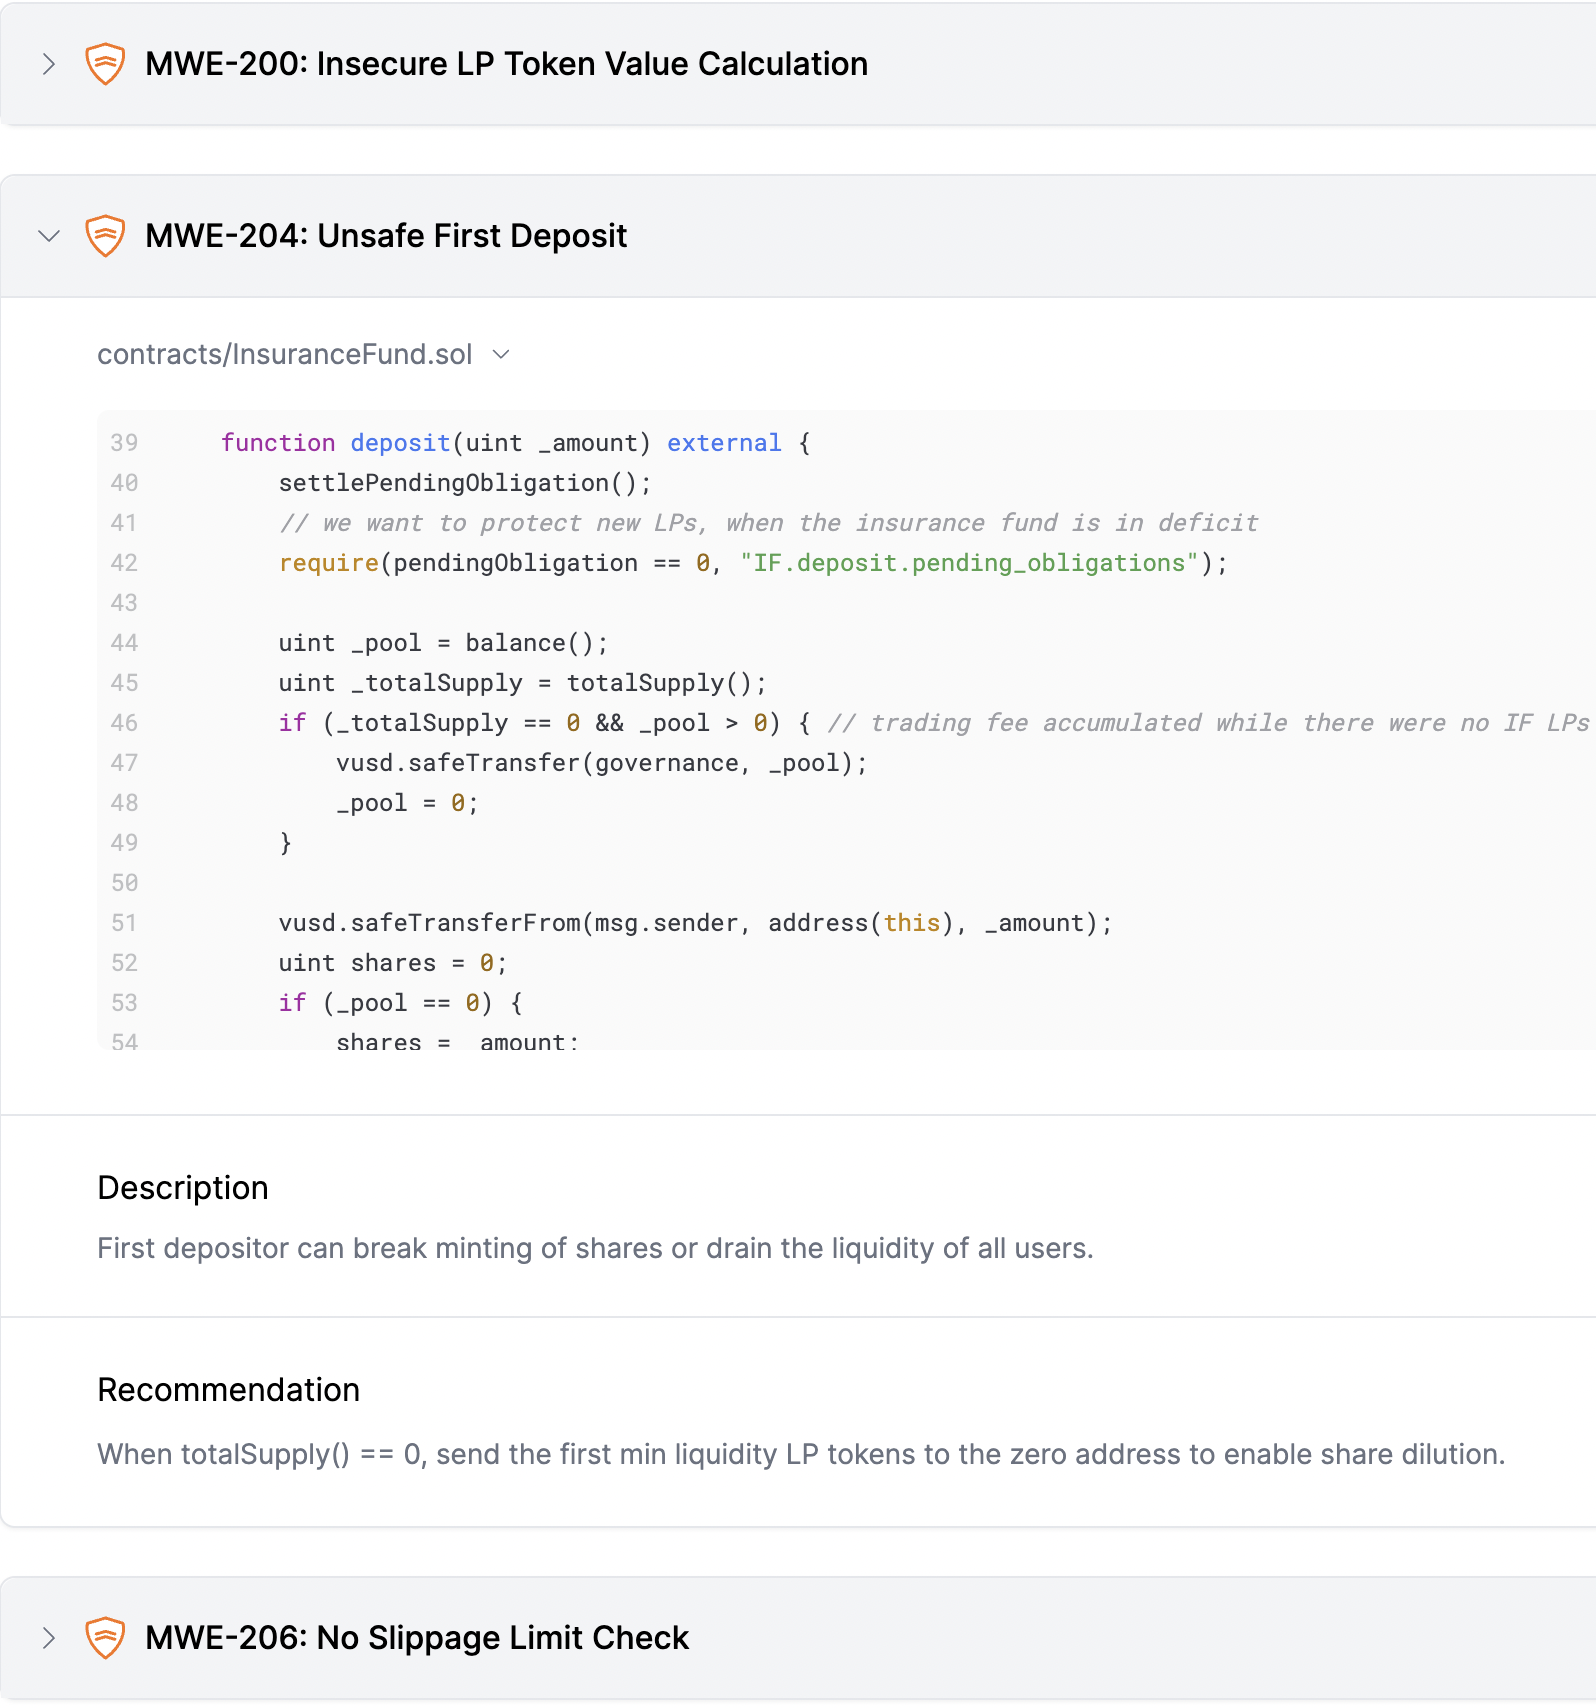 MWE-200: Insecure LP Token Value Calculation
MWE-204: Unsafe First Deposit
contracts/InsuranceFund.sol
39 function deposit(uint _amount) external {
40 settlePendingObligation();
41 // we want to protect new LPs, when the insurance fund is in deficit
42 require(pendingObligation == 0, "IF.deposit.pending_obligations");
43
44 uint _pool = balance();
45 uint _totalSupply = totalSupply();
46 if (_totalSupply == 0 && _pool > 0) { // trading fee accumulated while there were no IF LPs
47 vusd.safeTransfer(governance, _pool);
48 _pool = 0;
49 }
50
51 vusd.safeTransferFrom(msg.sender, address(this), _amount);
52 uint shares = 0;
53 if (_pool == 0) {
54 shares = _amount;
Description
First depositor can break minting of shares or drain the liquidity of all users.
Recommendation
When totalSupply() == 0, send the first min liquidity LP tokens to the zero address to enable share dilution.
MWE-206: No Slippage Limit Check